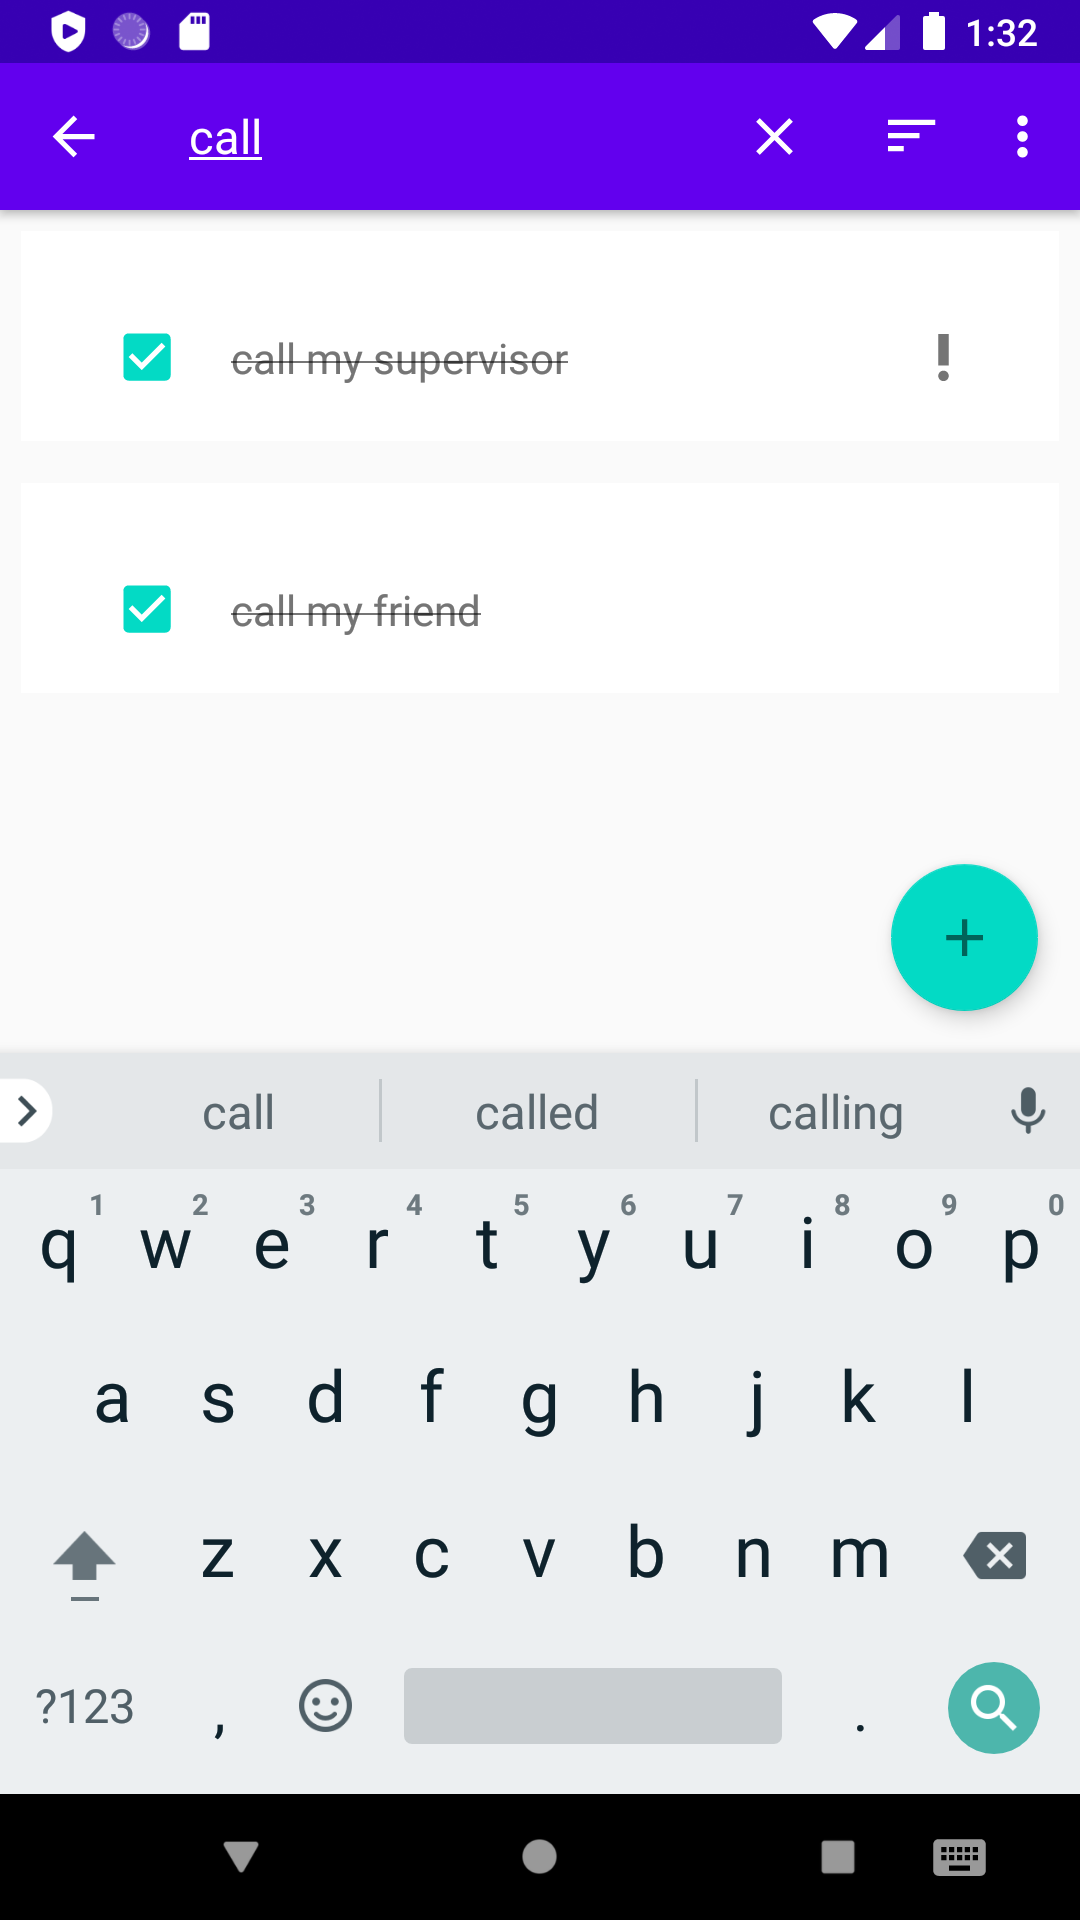 1:32
call
call my supervisor
call my friend
call called calling
1 2 3 4 5 6 7 8 9 0
q w e r t y u i o p
a s d f g h j k l
z x c v b n m
?123 , .